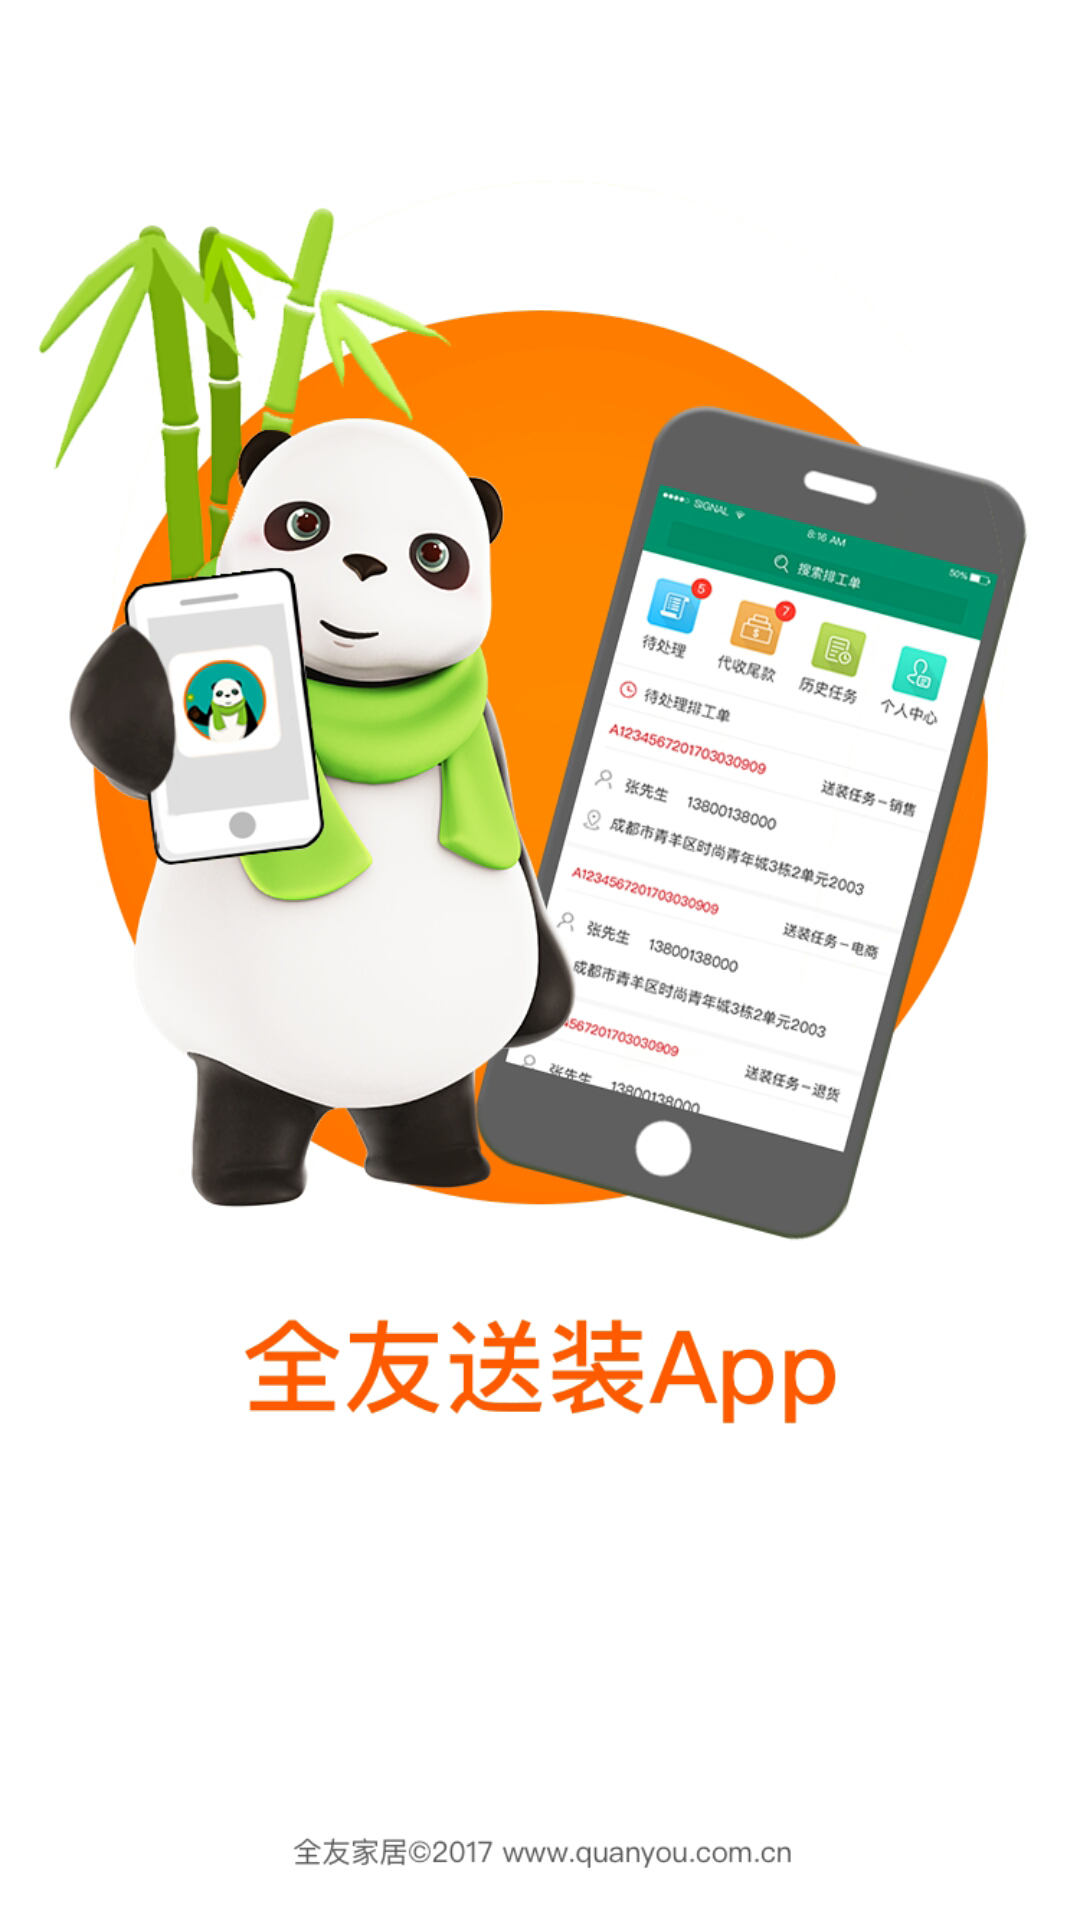 SIGNAL
8:16 AM
50%
搜索排工单
5
7
待处理
代收尾款
历史任务
个人中心
待处理排工单
A1234567201703030909
送装任务－销售
张先生 13800138000
成都市青羊区时尚青年城3栋2单元2003
A1234567201703030909
送装任务－电商
张先生 13800138000
成都市青羊区时尚青年城3栋2单元2003
4567201703030909
送装任务－退货
张先生 13800138000
全友送装App
全友家居©2017 www.quanyou.com.cn